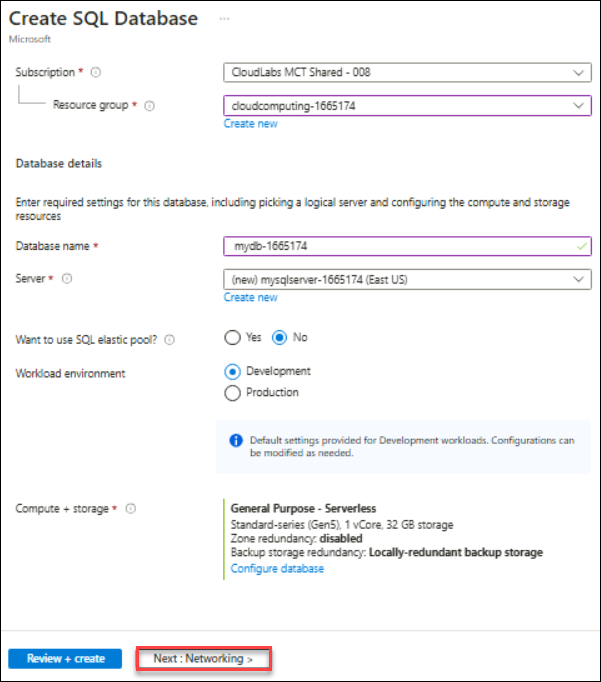 Create SQL Database ...
Microsoft
Subscription * CloudLabs MCT Shared - 008
Resource group * cloudcomputing-1665174
Create new
Database details
Enter required settings for this database, including picking a logical server and configuring the compute and storage
resources
Database name * mydb-1665174
Server * (new) mysqlserver-1665174 (East US)
Create new
Want to use SQL elastic pool? Yes No
Workload environment Development
Production
Default settings provided for Development workloads. Configurations can
be modified as needed.
Compute + storage * General Purpose - Serverless
Standard-series (Gen5), 1 vCore, 32 GB storage
Zone redundancy: disabled
Backup storage redundancy: Locally-redundant backup storage
Configure database
Review + create Next : Networking >